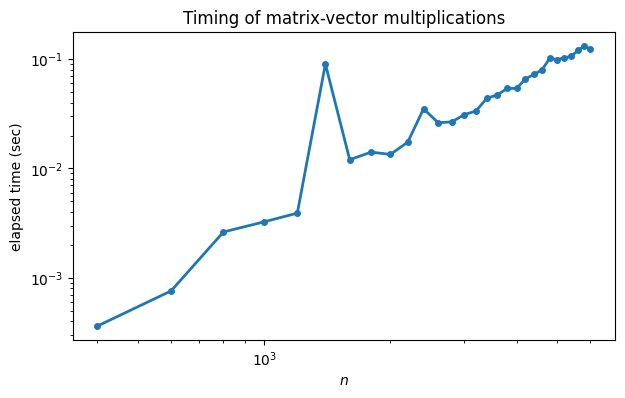 Timing of matrix-vector multiplications
elapsed time (sec)
10⁻¹
10⁻²
10⁻³
10³
n